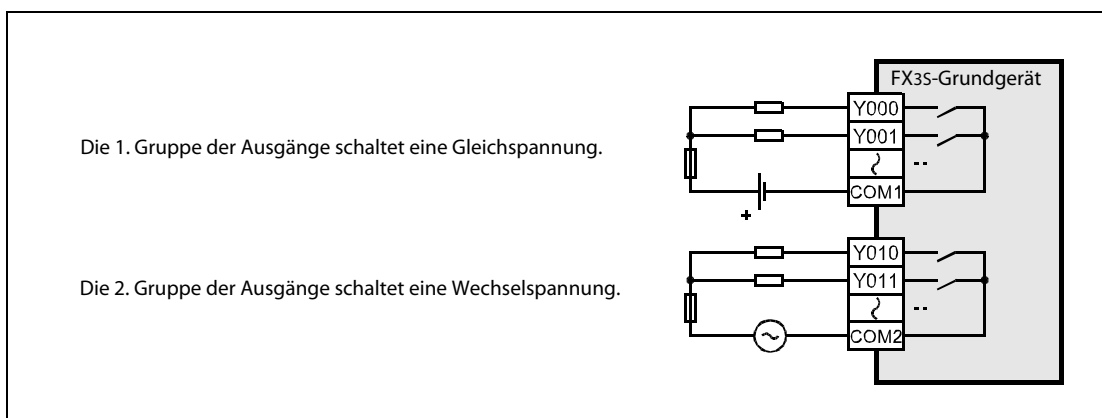 FX3S-Grundgerät
Y000
Die 1. Gruppe der Ausgänge schaltet eine Gleichspannung.
Y001
COM1
+
Y010
Die 2. Gruppe der Ausgänge schaltet eine Wechselspannung.
Y011
COM2